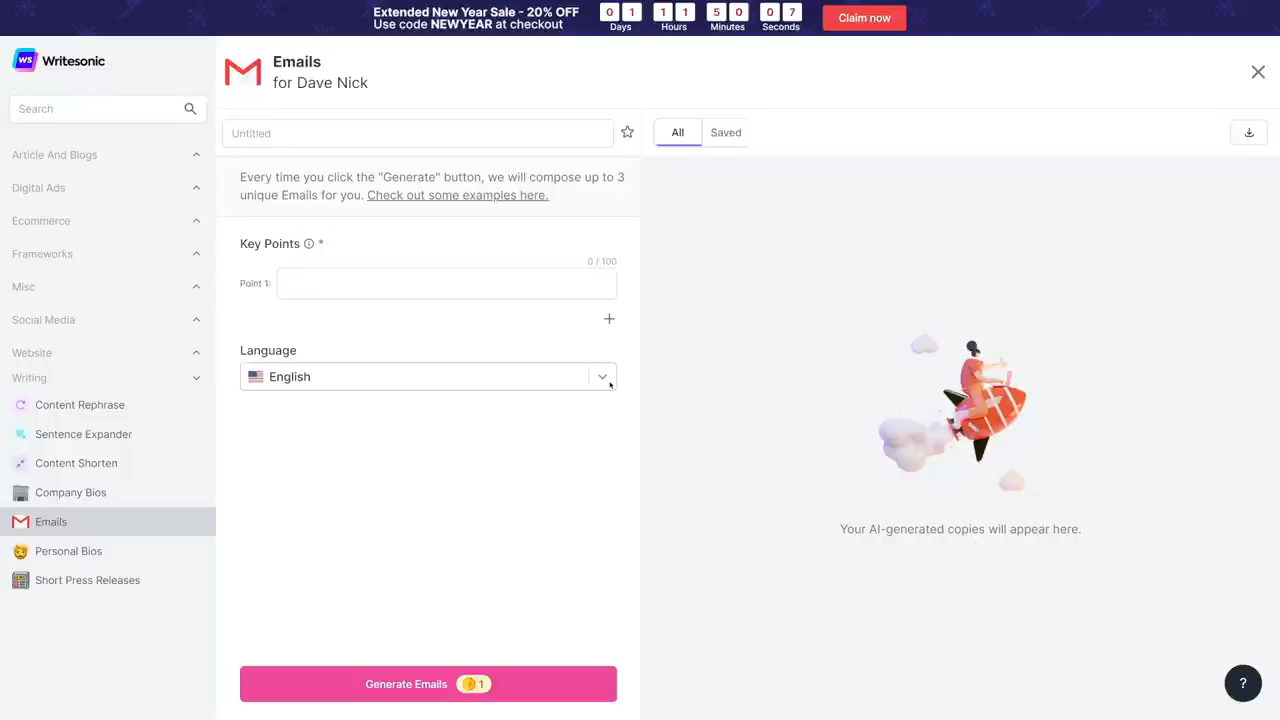 Extended New Year Sale - 20% OFF
Use code NEWYEAR at checkout
0 1 1 1 5 0 0 7
Days Hours Minutes Seconds
Claim now
WS Writesonic
Search
Article And Blogs
Digital Ads
Ecommerce
Frameworks
Misc
Social Media
Website
Writing
Content Rephrase
Sentence Expander
Content Shorten
Company Bios
Emails
Personal Bios
Short Press Releases
Emails
for Dave Nick
Untitled
Every time you click the "Generate" button, we will compose up to 3
unique Emails for you. Check out some examples here.
Key Points *
0 / 100
Point 1:
Language
English
Generate Emails 1
All Saved
Your AI-generated copies will appear here.
?